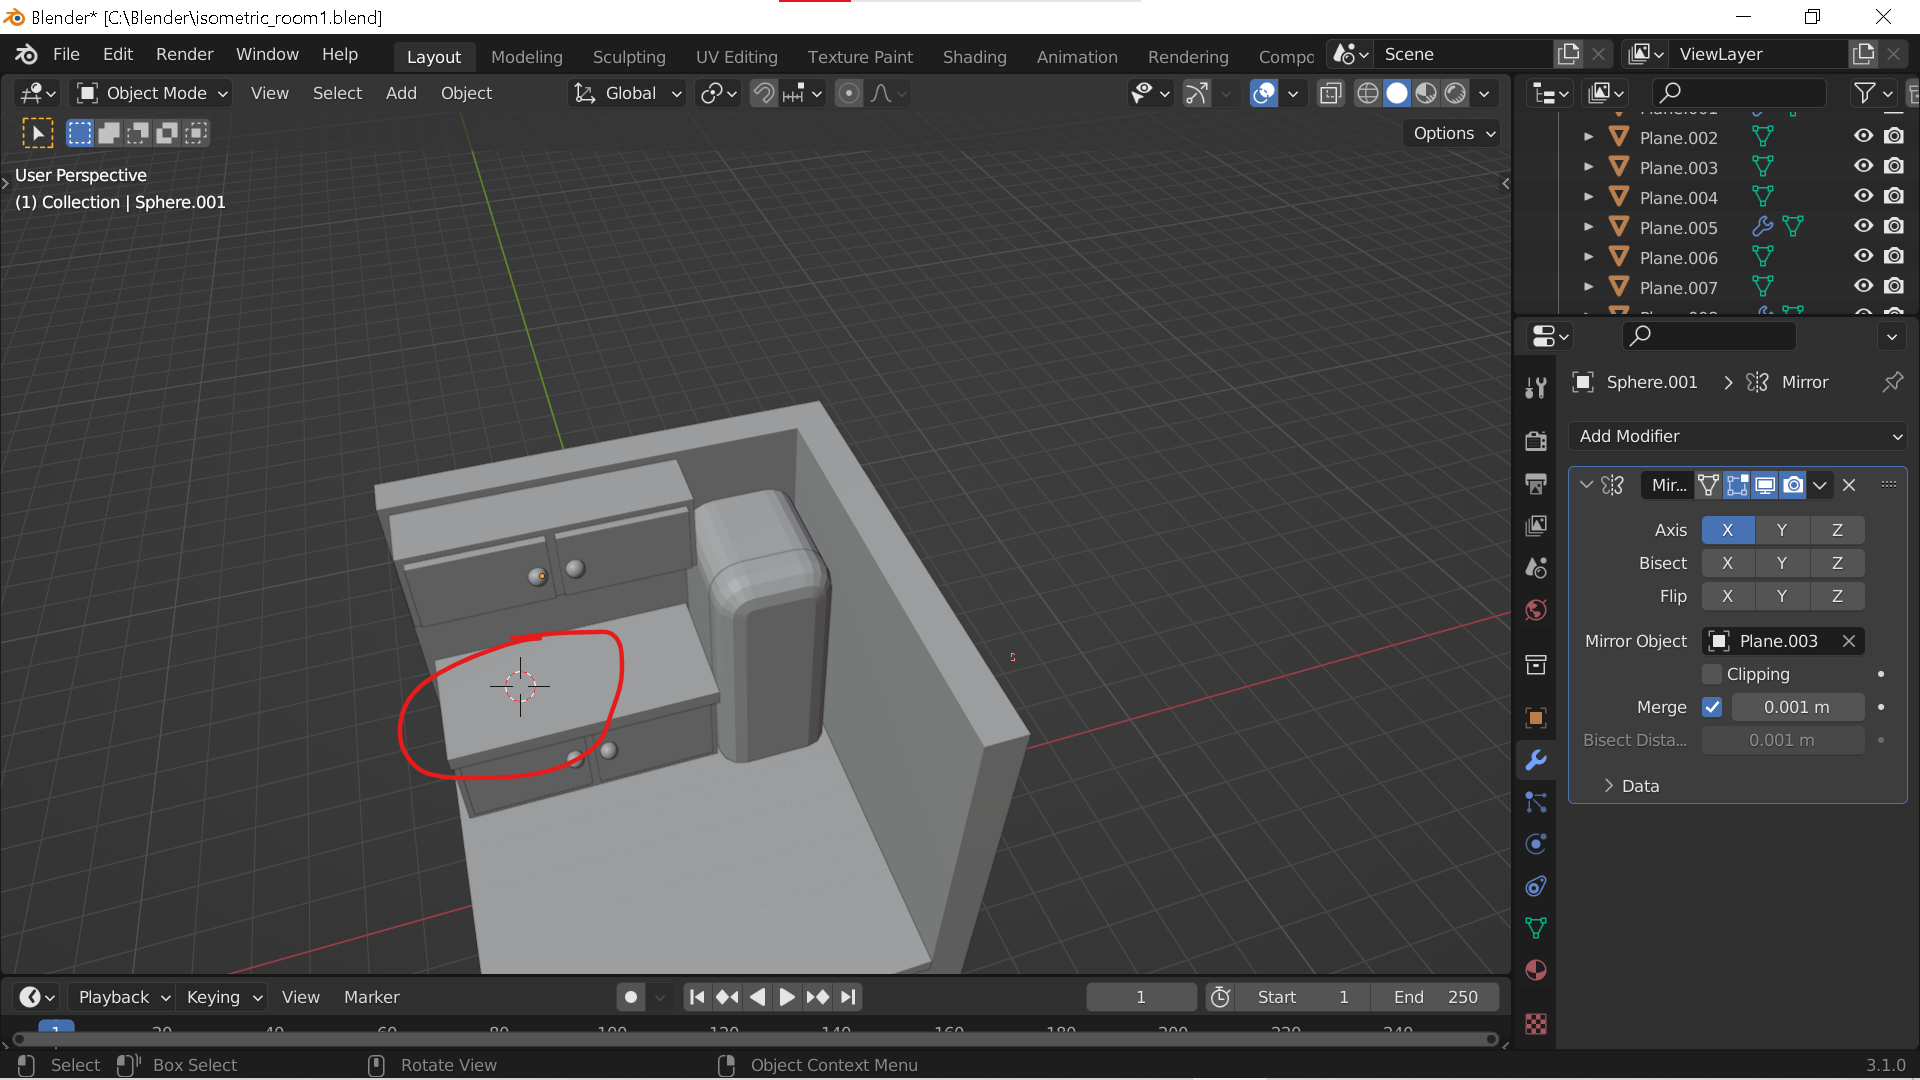 Blender* [C:\Blender\isometric_room1.blend]
File Edit Render Window Help Layout Modeling Sculpting UV Editing Texture Paint Shading Animation Rendering Compo Scene ViewLayer
Object Mode View Select Add Object Global
Options
User Perspective
(1) Collection | Sphere.001
Plane.002
Plane.003
Plane.004
Plane.005
Plane.006
Plane.007
Sphere.001 Mirror
Add Modifier
Mir...
Axis X Y Z
Bisect X Y Z
Flip X Y Z
Mirror Object Plane.003
Clipping
Merge 0.001 m
Bisect Dista... 0.001 m
Data
Playback Keying View Marker 1 Start 1 End 250
1 20 40 60 80 100 120 140 160 180 200 220 240
Select Box Select Rotate View Object Context Menu 3.1.0